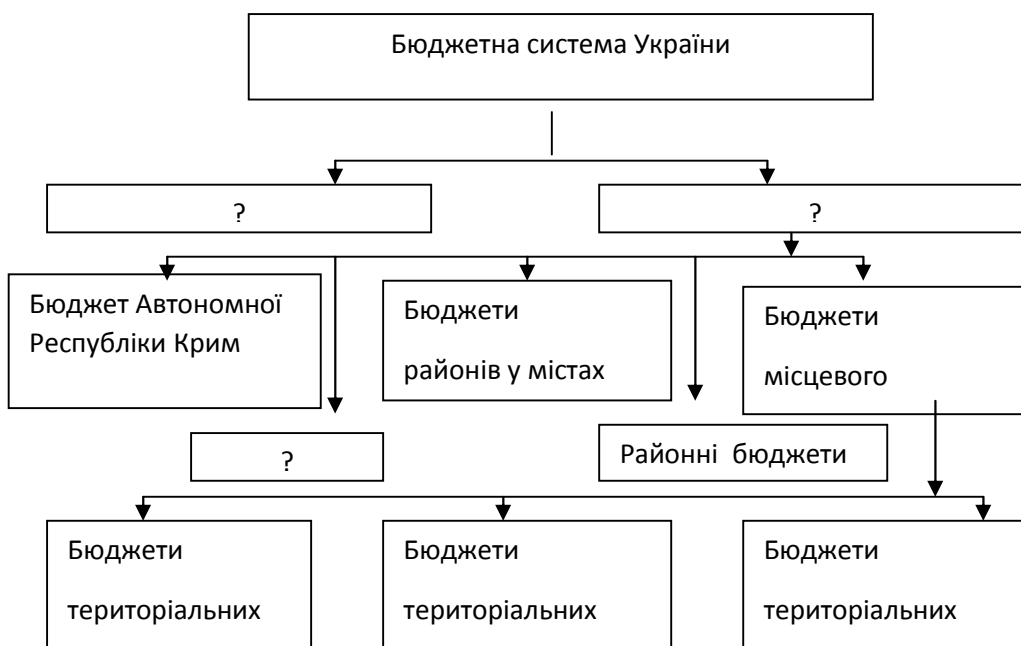 Бюджетна система України
?
?
Бюджет Автономної
Республіки Крим
Бюджети
районів у містах
Бюджети
місцевого
?
Районні бюджети
Бюджети
територіальних
Бюджети
територіальних
Бюджети
територіальних